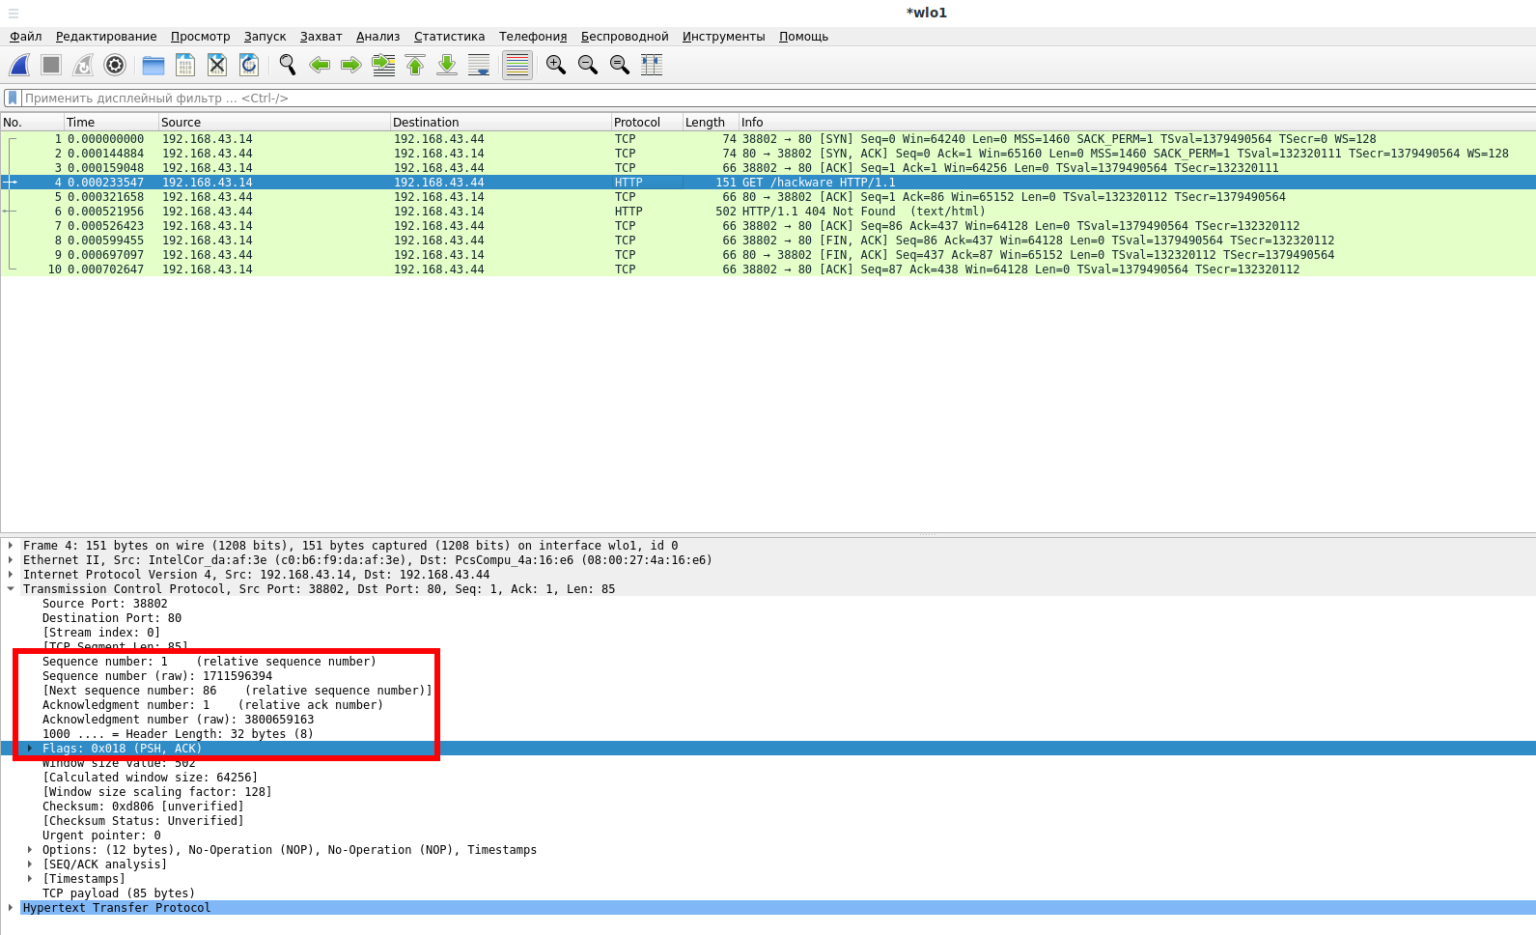 *wlo1
Файл Редактирование Просмотр Запуск Захват Анализ Статистика Телефония Беспроводной Инструменты Помощь
Применить дисплейный фильтр ... <Ctrl-/>
No. Time Source Destination Protocol Length Info
1 0.000000000 192.168.43.14 192.168.43.44 TCP 74 38802 → 80 [SYN] Seq=0 Win=64240 Len=0 MSS=1460 SACK_PERM=1 TSval=1379490564 TSecr=0 WS=128
2 0.000144884 192.168.43.44 192.168.43.14 TCP 74 80 → 38802 [SYN, ACK] Seq=0 Ack=1 Win=65160 Len=0 MSS=1460 SACK_PERM=1 TSval=132320111 TSecr=1379490564 WS=128
3 0.000159048 192.168.43.14 192.168.43.44 TCP 66 38802 → 80 [ACK] Seq=1 Ack=1 Win=64256 Len=0 TSval=1379490564 TSecr=132320111
4 0.000233547 192.168.43.14 192.168.43.44 HTTP 151 GET /hackware HTTP/1.1
5 0.000321658 192.168.43.44 192.168.43.14 TCP 66 80 → 38802 [ACK] Seq=1 Ack=86 Win=65152 Len=0 TSval=132320112 TSecr=1379490564
6 0.000521956 192.168.43.44 192.168.43.14 HTTP 502 HTTP/1.1 404 Not Found (text/html)
7 0.000526423 192.168.43.14 192.168.43.44 TCP 66 38802 → 80 [ACK] Seq=86 Ack=437 Win=64128 Len=0 TSval=1379490564 TSecr=132320112
8 0.000599455 192.168.43.14 192.168.43.44 TCP 66 38802 → 80 [FIN, ACK] Seq=86 Ack=437 Win=64128 Len=0 TSval=1379490564 TSecr=132320112
9 0.000697097 192.168.43.44 192.168.43.14 TCP 66 80 → 38802 [FIN, ACK] Seq=437 Ack=87 Win=65152 Len=0 TSval=132320112 TSecr=1379490564
10 0.000702647 192.168.43.14 192.168.43.44 TCP 66 38802 → 80 [ACK] Seq=87 Ack=438 Win=64128 Len=0 TSval=1379490564 TSecr=132320112
Frame 4: 151 bytes on wire (1208 bits), 151 bytes captured (1208 bits) on interface wlo1, id 0
Ethernet II, Src: IntelCor_da:af:3e (c0:b6:f9:da:af:3e), Dst: PcsCompu_4a:16:e6 (08:00:27:4a:16:e6)
Internet Protocol Version 4, Src: 192.168.43.14, Dst: 192.168.43.44
Transmission Control Protocol, Src Port: 38802, Dst Port: 80, Seq: 1, Ack: 1, Len: 85
Source Port: 38802
Destination Port: 80
[Stream index: 0]
[TCP Segment Len: 85]
Sequence number: 1 (relative sequence number)
Sequence number (raw): 1711596394
[Next sequence number: 86 (relative sequence number)]
Acknowledgment number: 1 (relative ack number)
Acknowledgment number (raw): 3800659163
1000 .... = Header Length: 32 bytes (8)
Flags: 0x018 (PSH, ACK)
Window size value: 502
[Calculated window size: 64256]
[Window size scaling factor: 128]
Checksum: 0xd806 [unverified]
[Checksum Status: Unverified]
Urgent pointer: 0
Options: (12 bytes), No-Operation (NOP), No-Operation (NOP), Timestamps
[SEQ/ACK analysis]
[Timestamps]
TCP payload (85 bytes)
Hypertext Transfer Protocol